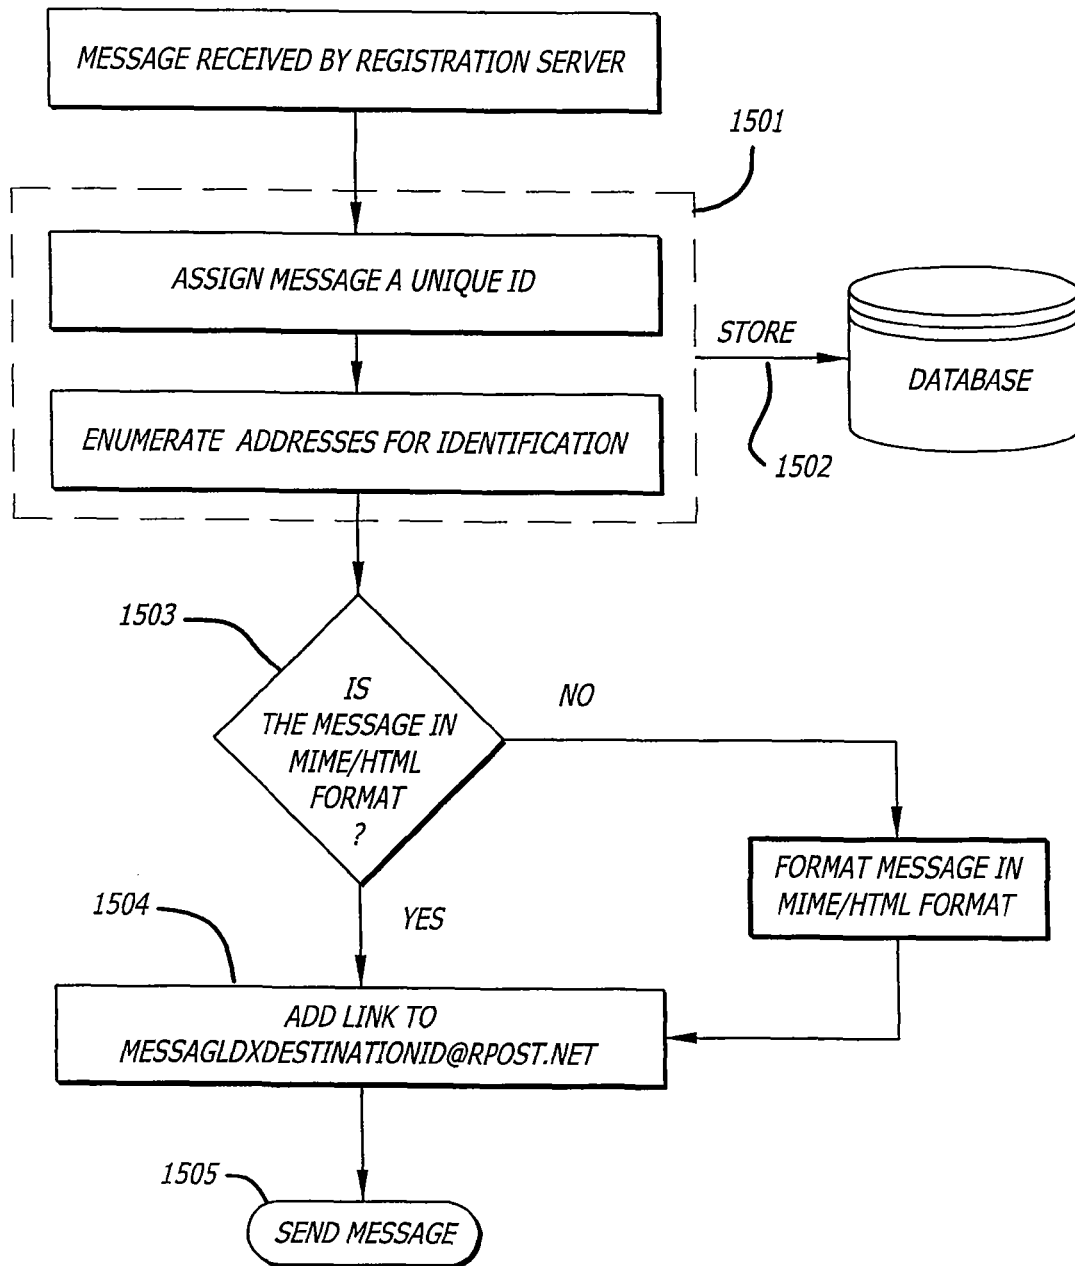 MESSAGE RECEIVED BY REGISTRATION SERVER
1501
ASSIGN MESSAGE A UNIQUE ID
STORE
DATABASE
ENUMERATE ADDRESSES FOR IDENTIFICATION
1502
1503
IS
THE MESSAGE IN
MIME/HTML
FORMAT
?
NO
FORMAT MESSAGE IN
MIME/HTML FORMAT
1504
YES
ADD LINK TO
MESSAGLDXDESTINATIONID@RPOST.NET
1505
SEND MESSAGE